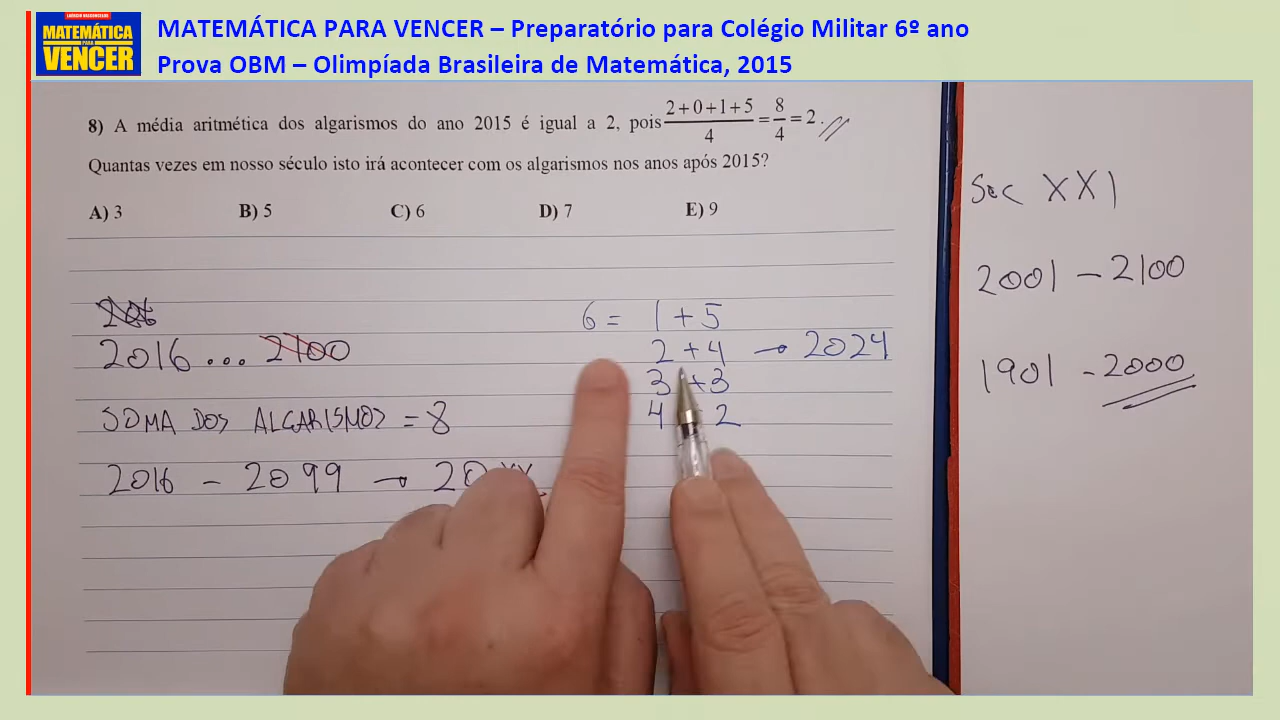 LAÉRCIO VASCONCELOS
MATEMÁTICA
PARA
VENCER
MATEMÁTICA PARA VENCER – Preparatório para Colégio Militar 6º ano
Prova OBM – Olimpíada Brasileira de Matemática, 2015
8) A média aritmética dos algarismos do ano 2015 é igual a 2, pois (2+0+1+5)/4 = 8/4 = 2.
Quantas vezes em nosso século isto irá acontecer com os algarismos nos anos após 2015?
A) 3 B) 5 C) 6 D) 7 E) 9
2016 ... 2100
SOMA DOS ALGARISMOS = 8
2016 - 2099 → 20XX
6 = 1 + 5
2 + 4 → 2024
3 + 3
4 2
Sec XXI
2001 - 2100
1901 - 2000